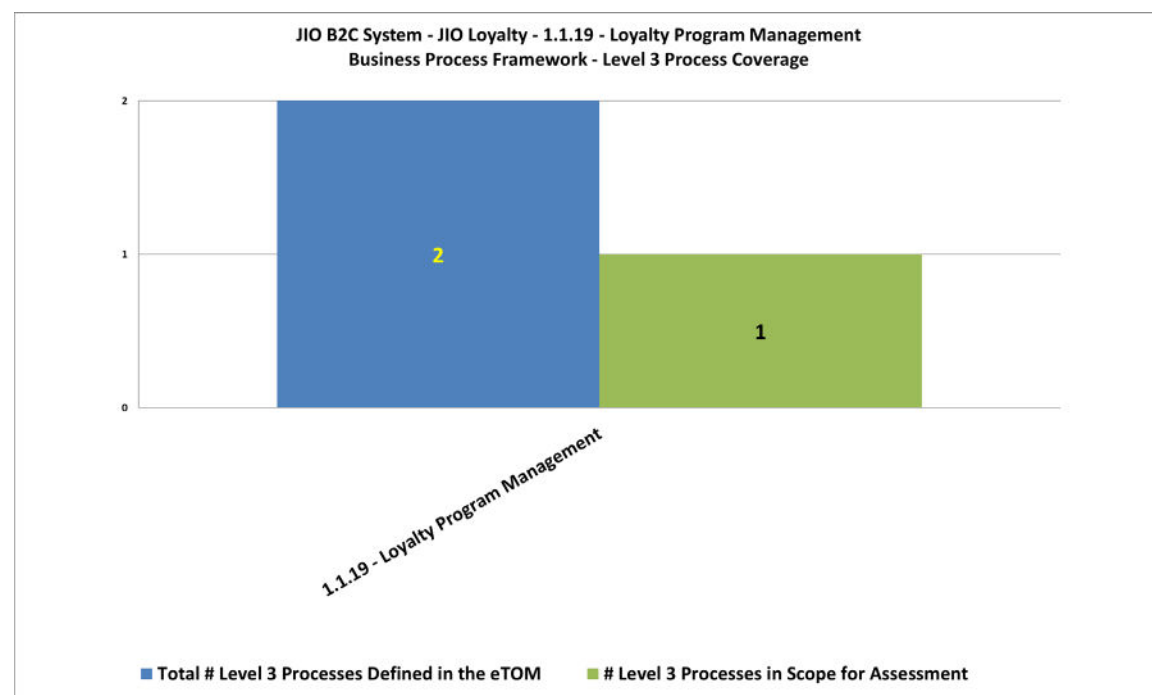 JIO B2C System - JIO Loyalty - 1.1.19 - Loyalty Program Management
Business Process Framework - Level 3 Process Coverage
2
2
1
1
0
1.1.19 - Loyalty Program Management
Total # Level 3 Processes Defined in the eTOM
# Level 3 Processes in Scope for Assessment